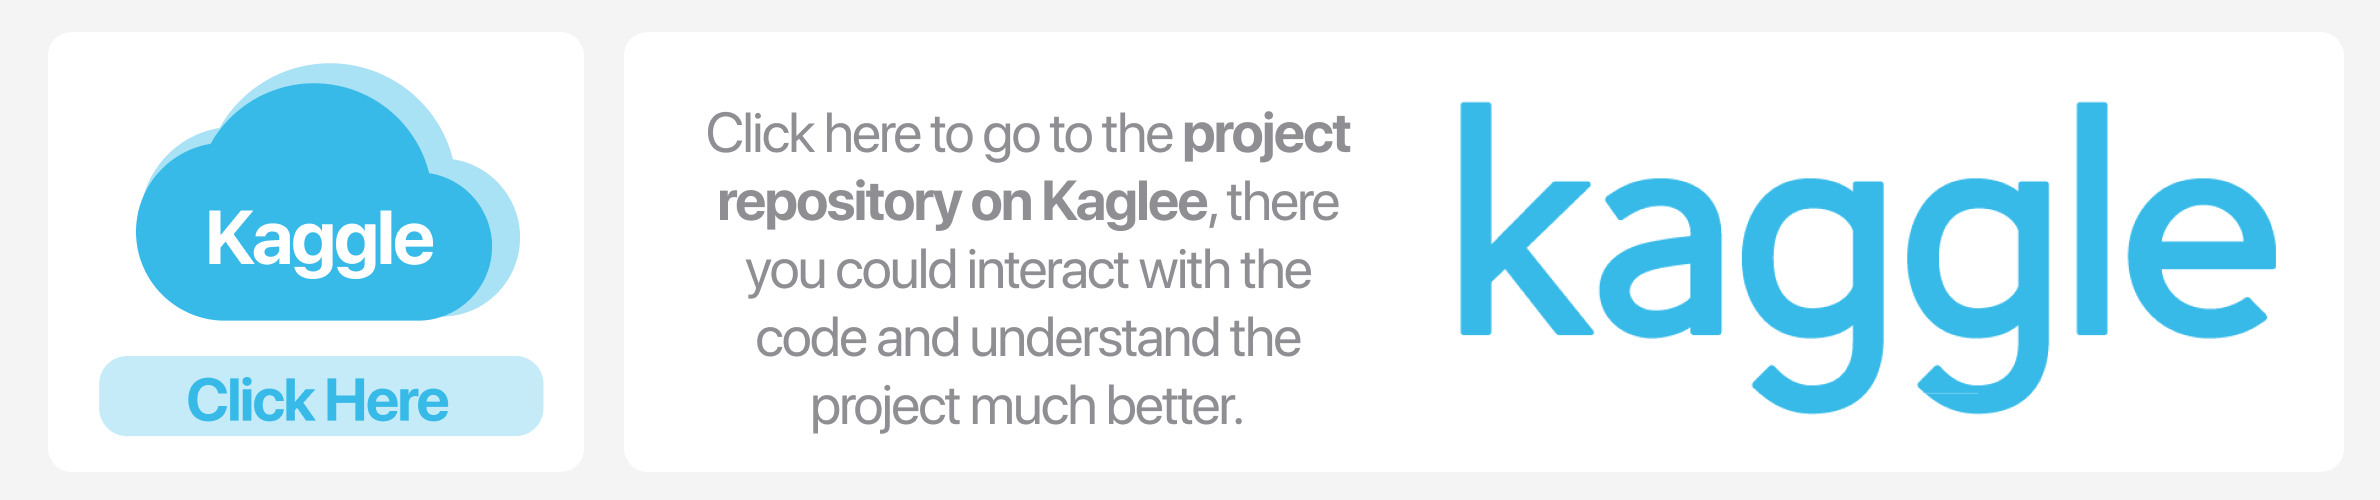 Kaggle
Click Here
Click here to go to the project
repository on Kaglee, there
you could interact with the
code and understand the
project much better.
kaggle